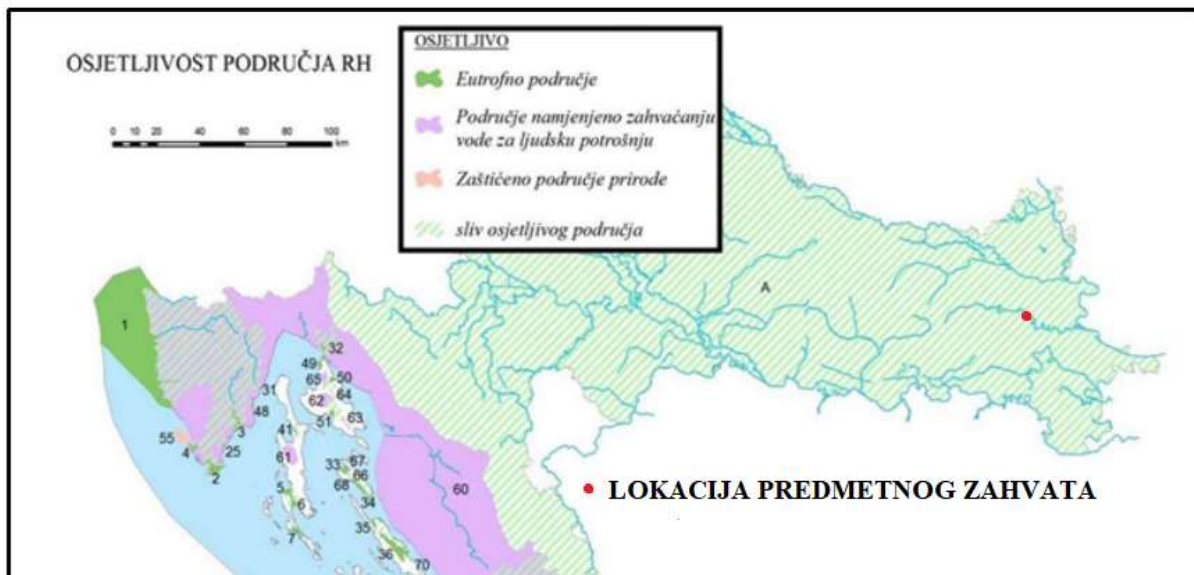 OSJETLJIVOST PODRUČJA RH
0 10 20 40 60 80 100
km
OSJETLJIVO
Eutrofno područje
Područje namjenjeno zahvaćanju
vode za ljudsku potrošnju
Zaštićeno područje prirode
sliv osjetljivog područja
A
1
32
49
65
50
31
62
64
48
51
63
55
3
41
4
25
61
2
33
67
66
5
68
60
6
34
7
35
36
70
LOKACIJA PREDMETNOG ZAHVATA